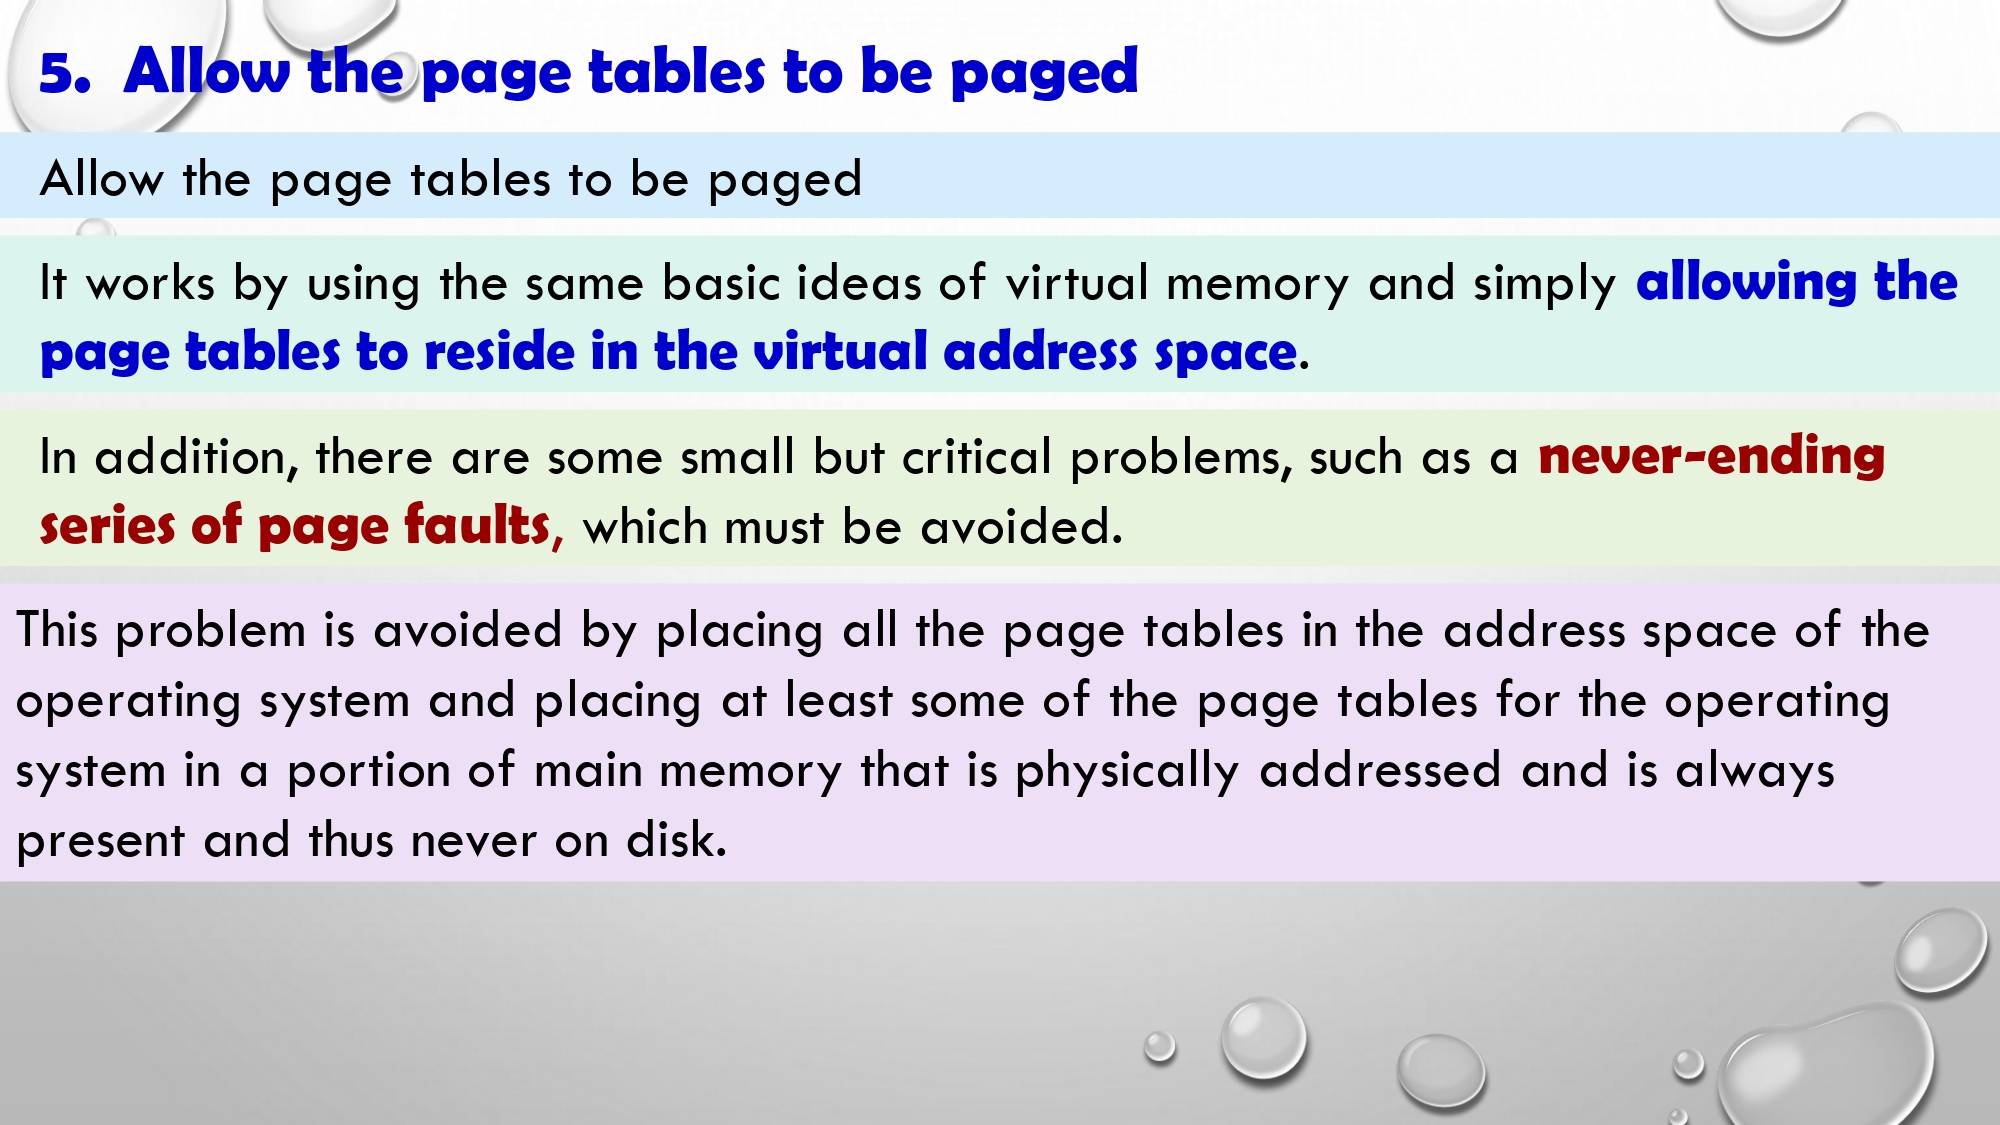 5. Allow the page tables to be paged
Allow the page tables to be paged
It works by using the same basic ideas of virtual memory and simply allowing the
page tables to reside in the virtual address space.
In addition, there are some small but critical problems, such as a never-ending
series of page faults, which must be avoided.
This problem is avoided by placing all the page tables in the address space of the
operating system and placing at least some of the page tables for the operating
system in a portion of main memory that is physically addressed and is always
present and thus never on disk.